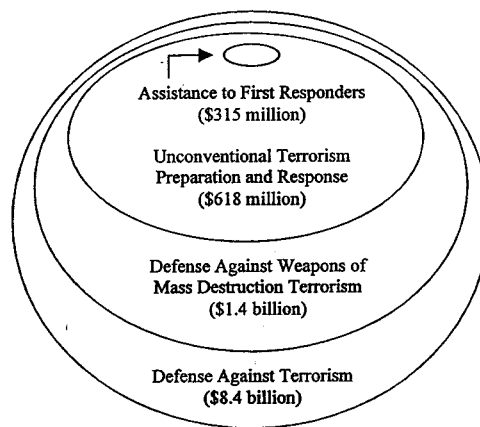 Assistance to First Responders
($315 million)
Unconventional Terrorism
Preparation and Response
($618 million)
Defense Against Weapons of
Mass Destruction Terrorism
($1.4 billion)
Defense Against Terrorism
($8.4 billion)